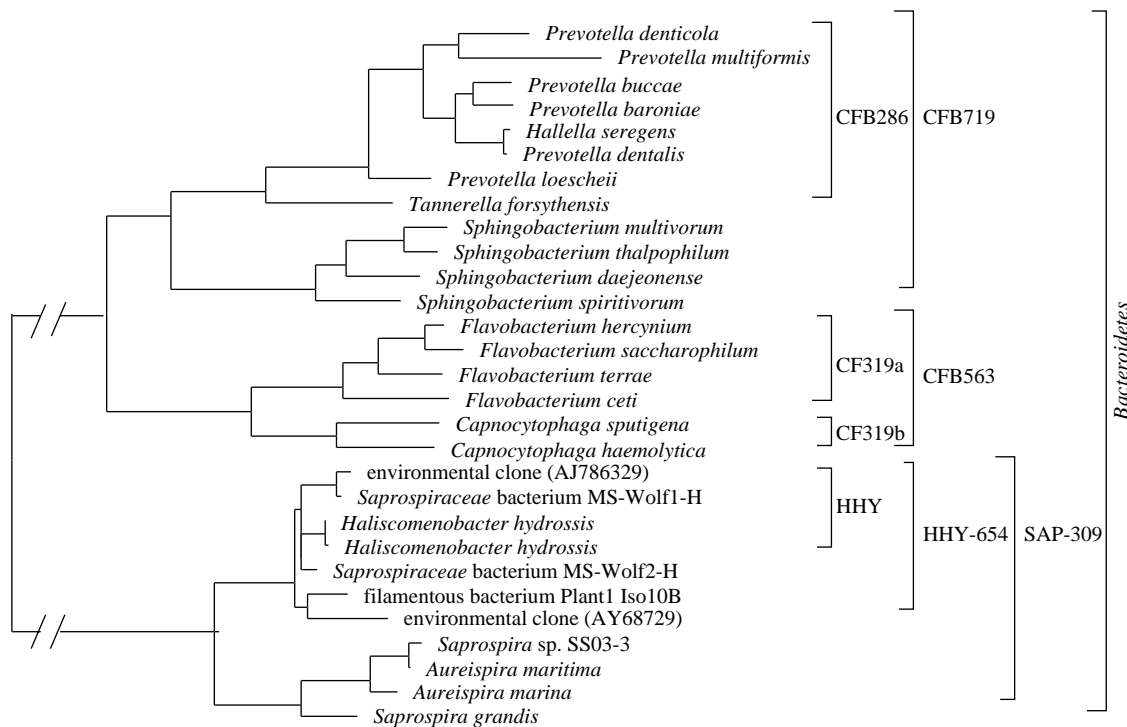 Prevotella denticola
Prevotella multiformis
Prevotella buccae
Prevotella baroniae
Hallella seregens
Prevotella dentalis
Prevotella loescheii
Tannerella forsythensis
Sphingobacterium multivorum
Sphingobacterium thalpophilum
Sphingobacterium daejeonense
Sphingobacterium spiritivorum
Flavobacterium hercynium
Flavobacterium saccharophilum
Flavobacterium terrae
Flavobacterium ceti
Capnocytophaga sputigena
Capnocytophaga haemolytica
environmental clone (AJ786329)
Saprospiraceae bacterium MS-Wolf1-H
Haliscomenobacter hydrossis
Haliscomenobacter hydrossis
Saprospiraceae bacterium MS-Wolf2-H
filamentous bacterium Plant1 Iso10B
environmental clone (AY68729)
Saprospira sp. SS03-3
Aureispira maritima
Aureispira marina
Saprospira grandis
CFB286
CFB719
CF319a
CFB563
CF319b
HHY
HHY-654
SAP-309
Bacteroidetes